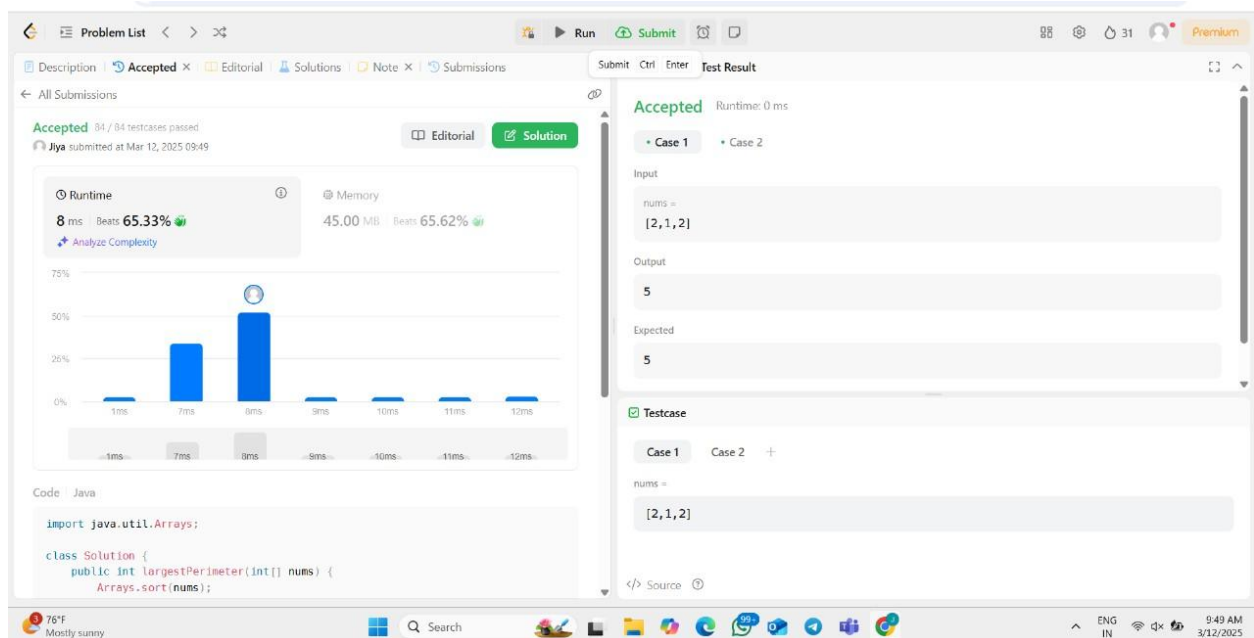 Problem List
Run
Submit
31
Premium
Description
Accepted
Editorial
Solutions
Note
Submissions
Submit Ctrl Enter
Test Result
All Submissions
Accepted 84 / 84 testcases passed
Jiya submitted at Mar 12, 2025 09:49
Editorial
Solution
Runtime
8 ms Beats 65.33%
Analyze Complexity
Memory
45.00 MB Beats 65.62%
75%
50%
25%
0%
1ms 7ms 8ms 9ms 10ms 11ms 12ms
1ms 7ms 8ms 9ms 10ms 11ms 12ms
Code Java
import java.util.Arrays;
class Solution {
public int largestPerimeter(int[] nums) {
Arrays.sort(nums);
Accepted Runtime: 0 ms
• Case 1 • Case 2
Input
nums =
[2,1,2]
Output
5
Expected
5
Testcase
Case 1 Case 2 +
nums =
[2,1,2]
</> Source
3
76°F
Mostly sunny
Search
99+
ENG
IN
9:49 AM
3/12/2025